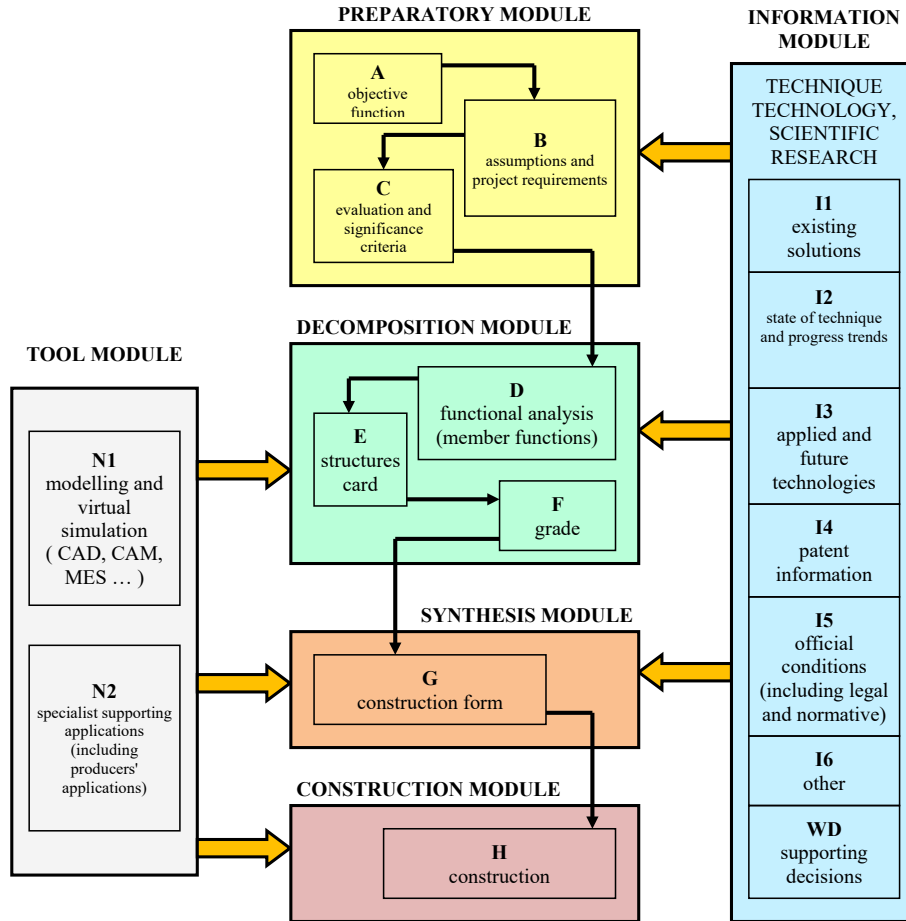 PREPARATORY MODULE
A
objective
function
B
assumptions and
project requirements
C
evaluation and
significance
criteria
INFORMATION
MODULE
TECHNIQUE
TECHNOLOGY,
SCIENTIFIC
RESEARCH
I1
existing
solutions
I2
state of technique
and progress trends
I3
applied and
future
technologies
I4
patent
information
I5
official
conditions
(including legal
and normative)
I6
other
WD
supporting
decisions
DECOMPOSITION MODULE
D
functional analysis
(member functions)
E
structures
card
F
grade
TOOL MODULE
N1
modelling and
virtual
simulation
( CAD, CAM,
MES … )
N2
specialist supporting
applications
(including
producers'
applications)
SYNTHESIS MODULE
G
construction form
CONSTRUCTION MODULE
H
construction